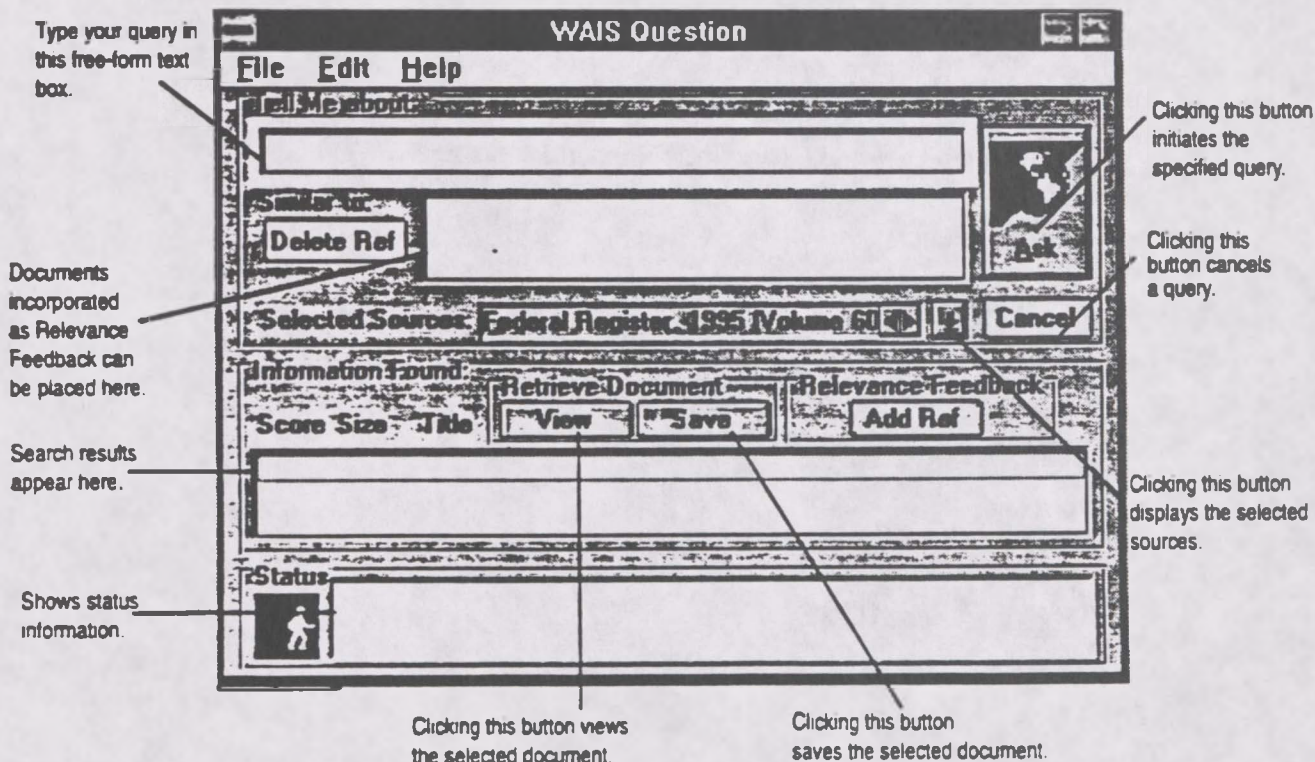 Type your query in
this free-form text
box.
WAIS Question
File Edit Help
Tell Me about:
Clicking this button
initiates the
specified query.
Similar to:
Delete Ref
Ask
Clicking this
button cancels
a query.
Documents
incorporated
as Relevance
Feedback can
be placed here.
Selected Sources: Federal Register, 1995 Volume 60 Cancel
Information Found:
Retrieve Document Relevance Feedback
Score Size Title View Save Add Ref
Search results
appear here.
Clicking this button
displays the selected
sources.
Status
Shows status
information.
Clicking this button views
the selected document.
Clicking this button
saves the selected document.